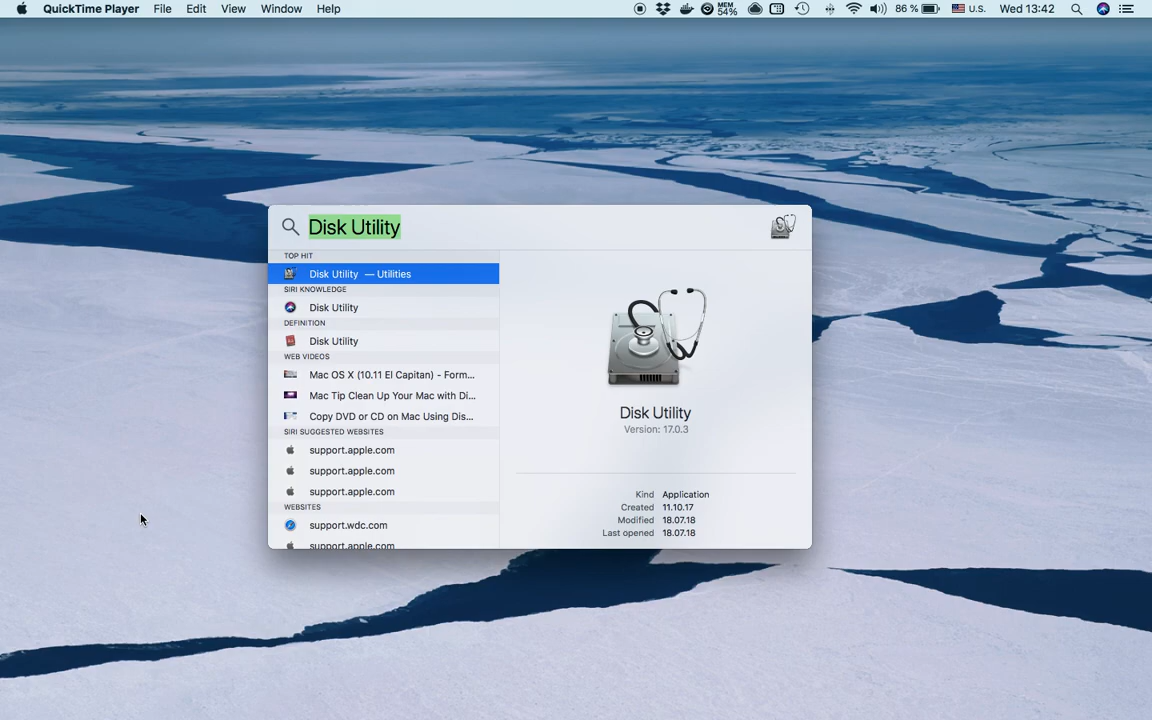 QuickTime Player File Edit View Window Help MEM 54% 86 % U.S. Wed 13:42
Disk Utility
TOP HIT
Disk Utility — Utilities
SIRI KNOWLEDGE
Disk Utility
DEFINITION
Disk Utility
WEB VIDEOS
Mac OS X (10.11 El Capitan) - Form...
Mac Tip Clean Up Your Mac with Di...
Copy DVD or CD on Mac Using Dis...
SIRI SUGGESTED WEBSITES
support.apple.com
support.apple.com
support.apple.com
WEBSITES
support.wdc.com
support.apple.com
Disk Utility
Version: 17.0.3
Kind Application
Created 11.10.17
Modified 18.07.18
Last opened 18.07.18